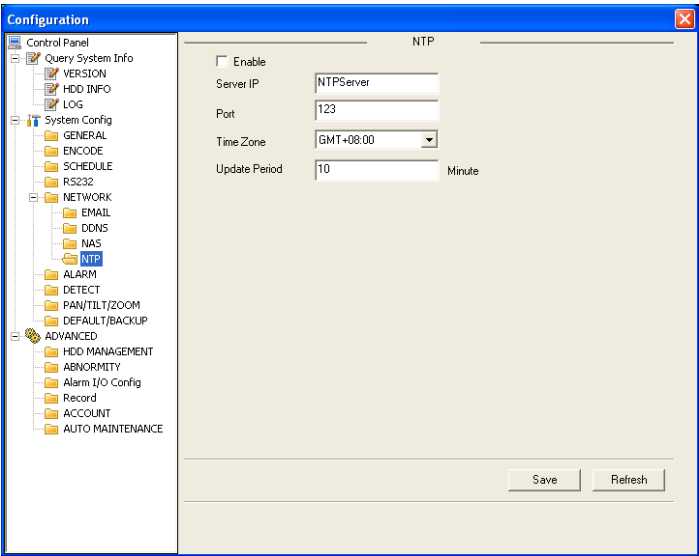 Configuration
Control Panel
Query System Info
VERSION
HDD INFO
LOG
System Config
GENERAL
ENCODE
SCHEDULE
RS232
NETWORK
EMAIL
DDNS
NAS
NTP
ALARM
DETECT
PAN/TILT/ZOOM
DEFAULT/BACKUP
ADVANCED
HDD MANAGEMENT
ABNORMITY
Alarm I/O Config
Record
ACCOUNT
AUTO MAINTENANCE
NTP
Enable
Server IP NTPServer
Port 123
Time Zone GMT+08:00
Update Period 10 Minute
Save Refresh